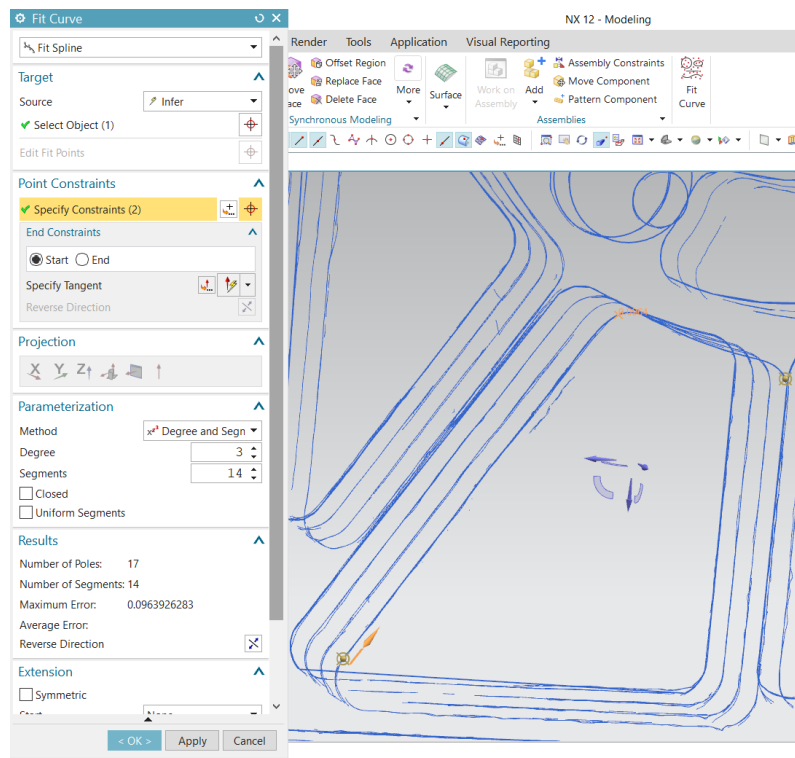 Fit Curve
NX 12 - Modeling
Fit Spline
Render Tools Application Visual Reporting
Target
Source Infer
Select Object (1)
Edit Fit Points
Point Constraints
Specify Constraints (2)
End Constraints
Start End
Specify Tangent
Reverse Direction
Projection
Parameterization
Method Degree and Segn
Degree 3
Segments 14
Closed
Uniform Segments
Results
Number of Poles: 17
Number of Segments: 14
Maximum Error: 0.0963926283
Average Error:
Reverse Direction
Extension
Symmetric
< OK > Apply Cancel
ove
ace
Offset Region
Replace Face
Delete Face
More
Synchronous Modeling
Surface
Work on
Assembly
Add
Assembly Constraints
Move Component
Pattern Component
Assemblies
Fit
Curve